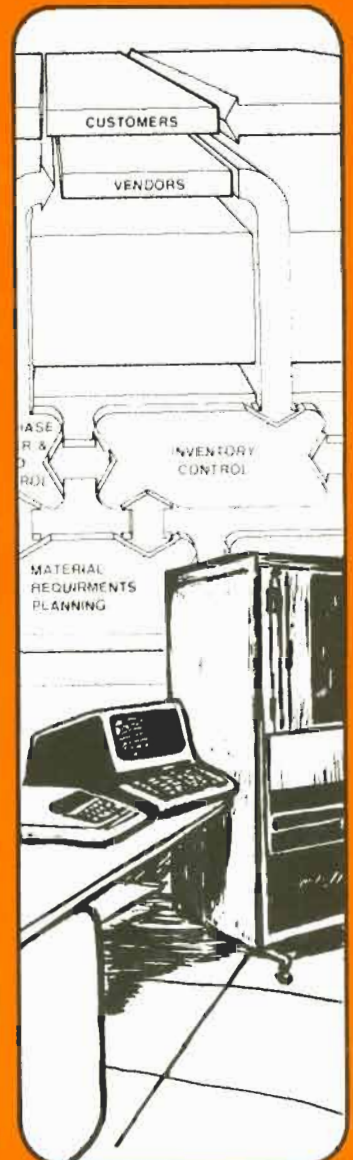 CUSTOMERS
VENDORS
INVENTORY
CONTROL
MATERIAL
REQUIRMENTS
PLANNING